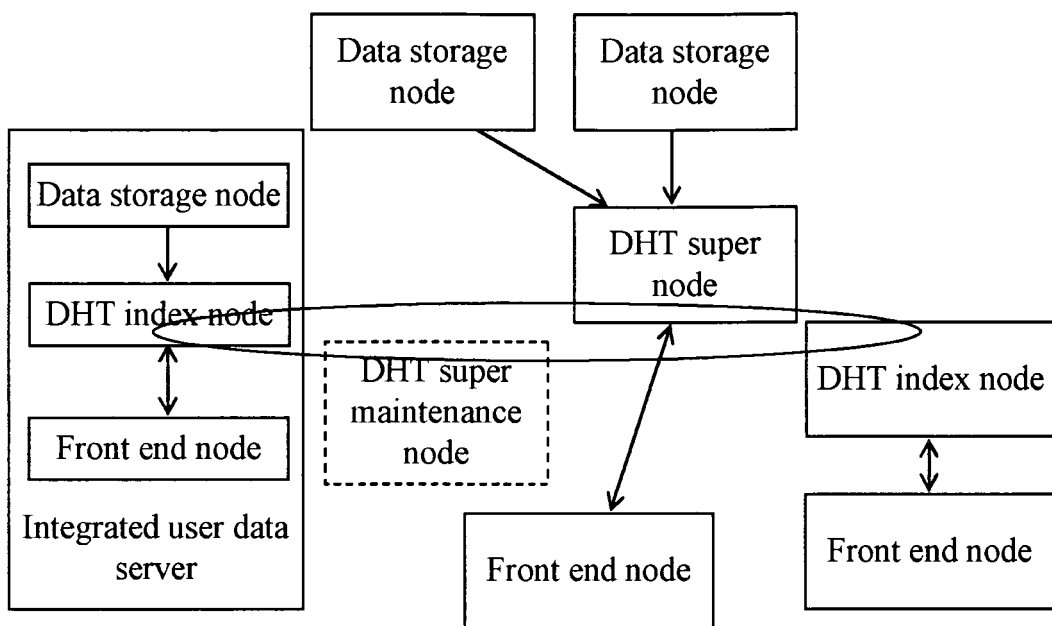 Data storage
node
Data storage
node
Data storage node
DHT index node
Front end node
Integrated user data
server
DHT super
node
DHT super
maintenance
node
Front end node
DHT index node
Front end node